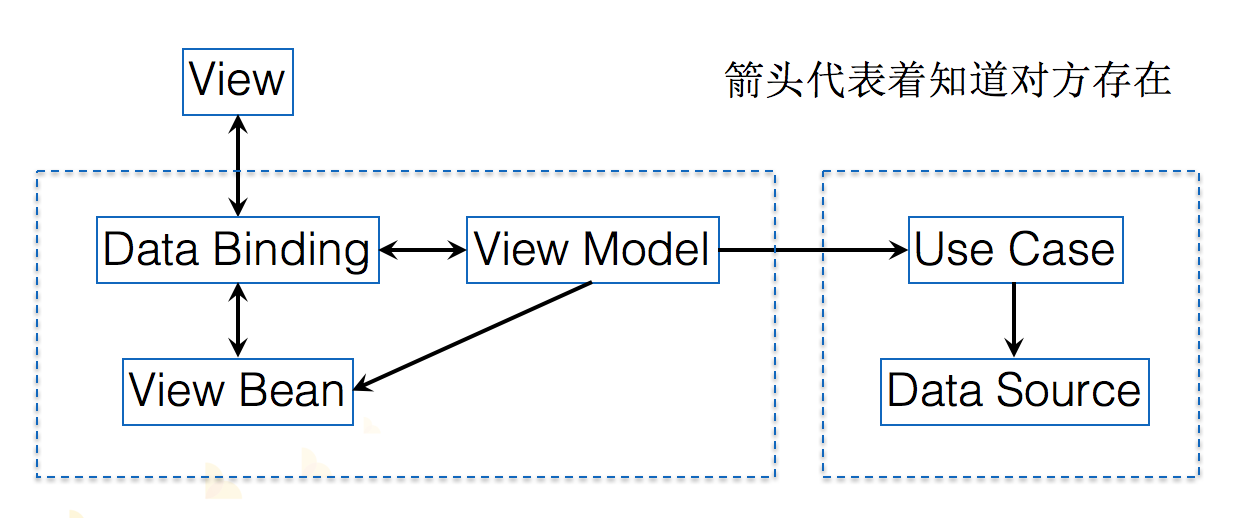 View
箭头代表着知道对方存在
Data Binding
View Model
Use Case
View Bean
Data Source